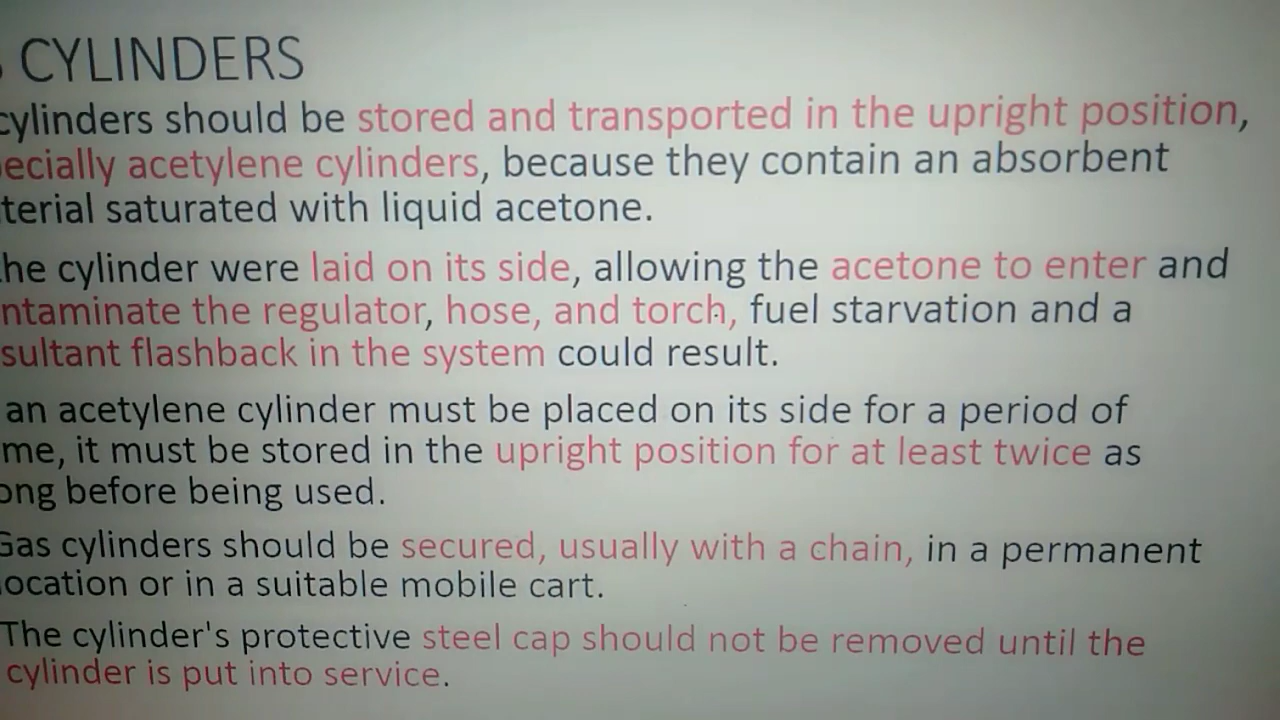 CYLINDERS
cylinders should be stored and transported in the upright position,
ecially acetylene cylinders, because they contain an absorbent
terial saturated with liquid acetone.
he cylinder were laid on its side, allowing the acetone to enter and
ntaminate the regulator, hose, and torch, fuel starvation and a
sultant flashback in the system could result.
an acetylene cylinder must be placed on its side for a period of
me, it must be stored in the upright position for at least twice as
ong before being used.
Gas cylinders should be secured, usually with a chain, in a permanent
ocation or in a suitable mobile cart.
The cylinder's protective steel cap should not be removed until the
cylinder is put into service.